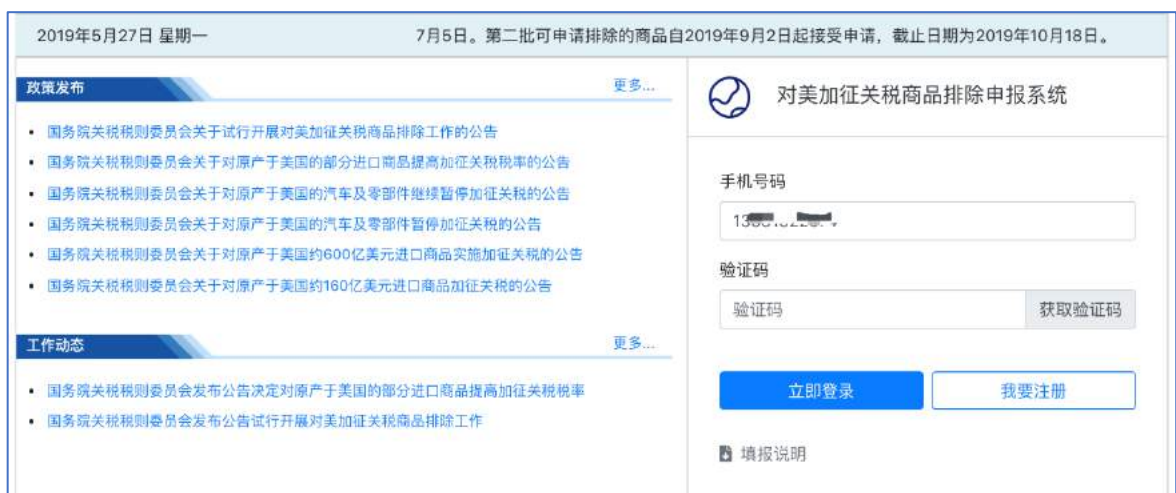 2019年5月27日 星期一
7月5日。第二批可申请排除的商品自2019年9月2日起接受申请，截止日期为2019年10月18日。
政策发布
更多...
国务院关税税则委员会关于试行开展对美加征关税商品排除工作的公告
国务院关税税则委员会关于对原产于美国的部分进口商品提高加征关税税率的公告
国务院关税税则委员会关于对原产于美国的汽车及零部件继续暂停加征关税的公告
国务院关税税则委员会关于对原产于美国的汽车及零部件暂停加征关税的公告
国务院关税税则委员会关于对原产于美国约600亿美元进口商品实施加征关税的公告
国务院关税税则委员会关于对原产于美国约160亿美元进口商品加征关税的公告
工作动态
更多...
国务院关税税则委员会发布公告决定对原产于美国的部分进口商品提高加征关税税率
国务院关税税则委员会发布公告试行开展对美加征关税商品排除工作
对美加征关税商品排除申报系统
手机号码
验证码
验证码
获取验证码
立即登录
我要注册
填报说明